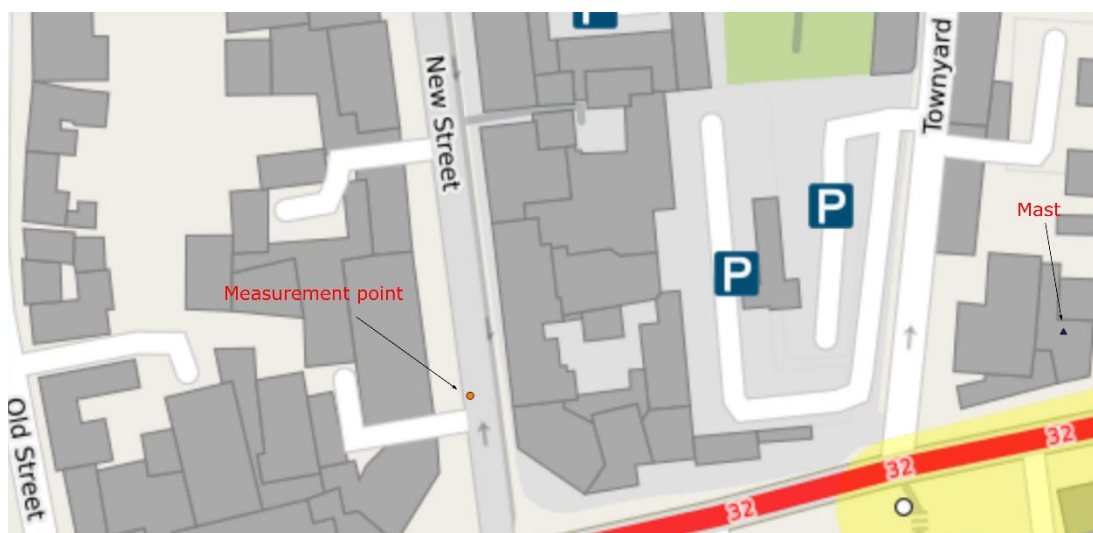 P
New Street
Townyard
P
Mast
P
Measurement point
Old Street
32
32
32